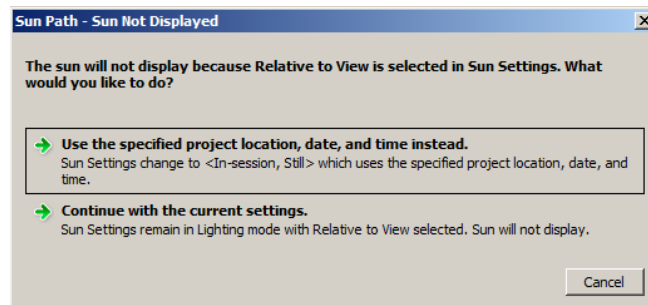 Sun Path - Sun Not Displayed
The sun will not display because Relative to View is selected in Sun Settings. What
would you like to do?
Use the specified project location, date, and time instead.
Sun Settings change to <In-session, Still> which uses the specified project location, date, and
time.
Continue with the current settings.
Sun Settings remain in Lighting mode with Relative to View selected. Sun will not display.
Cancel